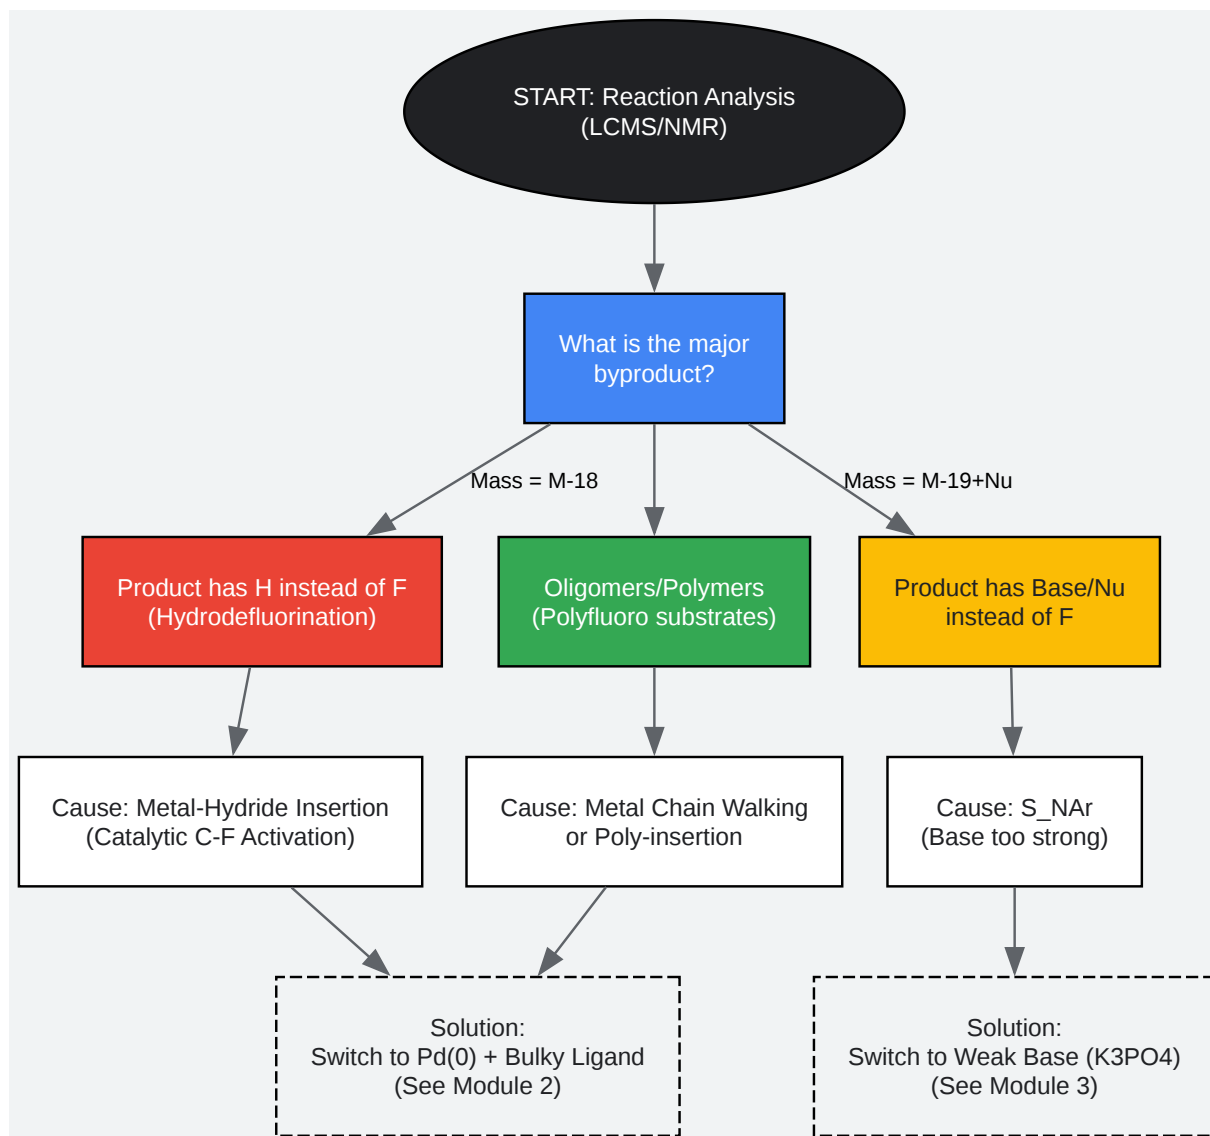 START: Reaction Analysis
(LCMS/NMR)
What is the major
byproduct?
Mass = M-18
Mass = M-19+Nu
Product has H instead of F
(Hydrodefluorination)
Oligomers/Polymers
(Polyfluoro substrates)
Product has Base/Nu
instead of F
Cause: Metal-Hydride Insertion
(Catalytic C-F Activation)
Cause: Metal Chain Walking
or Poly-insertion
Cause: S_NAr
(Base too strong)
Solution:
Switch to Pd(0) + Bulky Ligand
(See Module 2)
Solution:
Switch to Weak Base (K3PO4)
(See Module 3)